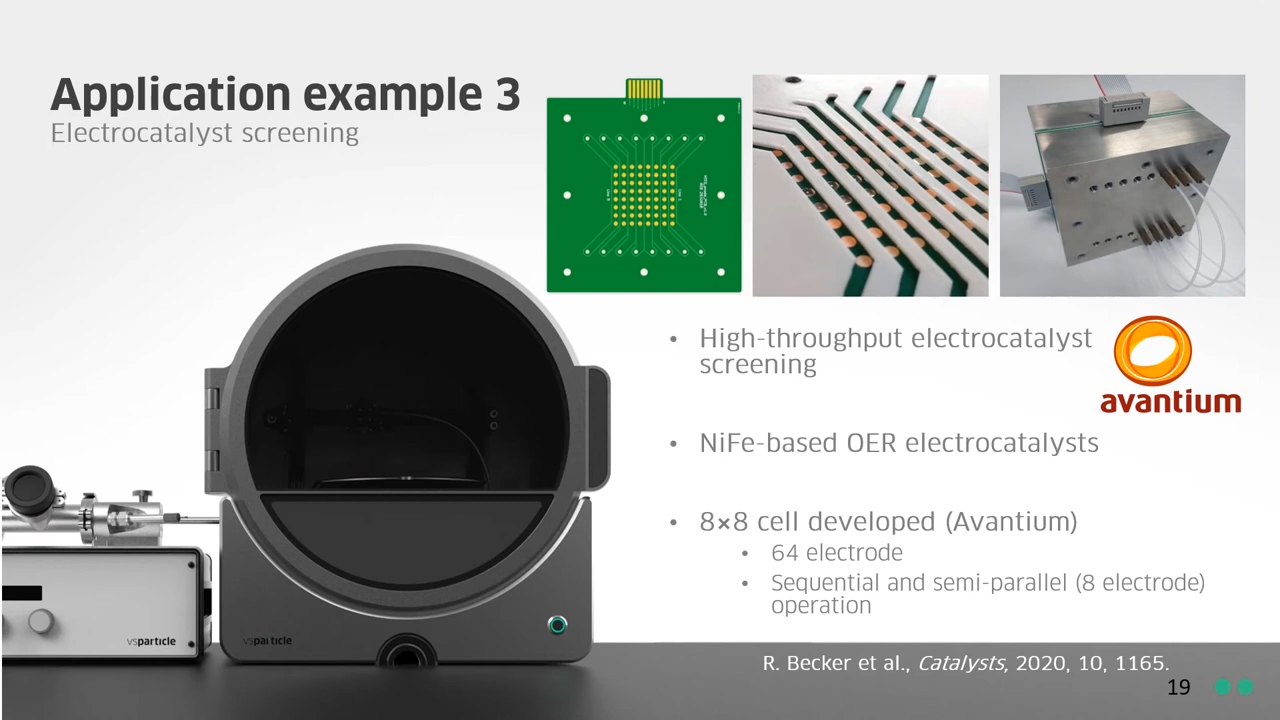 Application example 3
Electrocatalyst screening
• High-throughput electrocatalyst
screening
avantium
• NiFe-based OER electrocatalysts
• 8×8 cell developed (Avantium)
• 64 electrode
• Sequential and semi-parallel (8 electrode)
operation
vsparticle
vsparticle
R. Becker et al., Catalysts, 2020, 10, 1165.
19